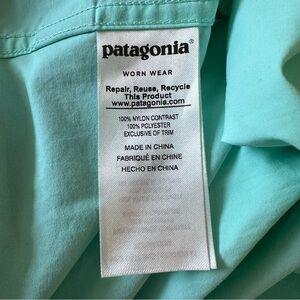 patagonia®
WORN WEAR
Repair, Reuse, Recycle
This Product
www.patagonia.com
100% NYLON CONTRAST
100% POLYESTER
EXCLUSIVE OF TRIM
MADE IN CHINA
FABRIQUÉ EN CHINE
HECHO EN CHINA